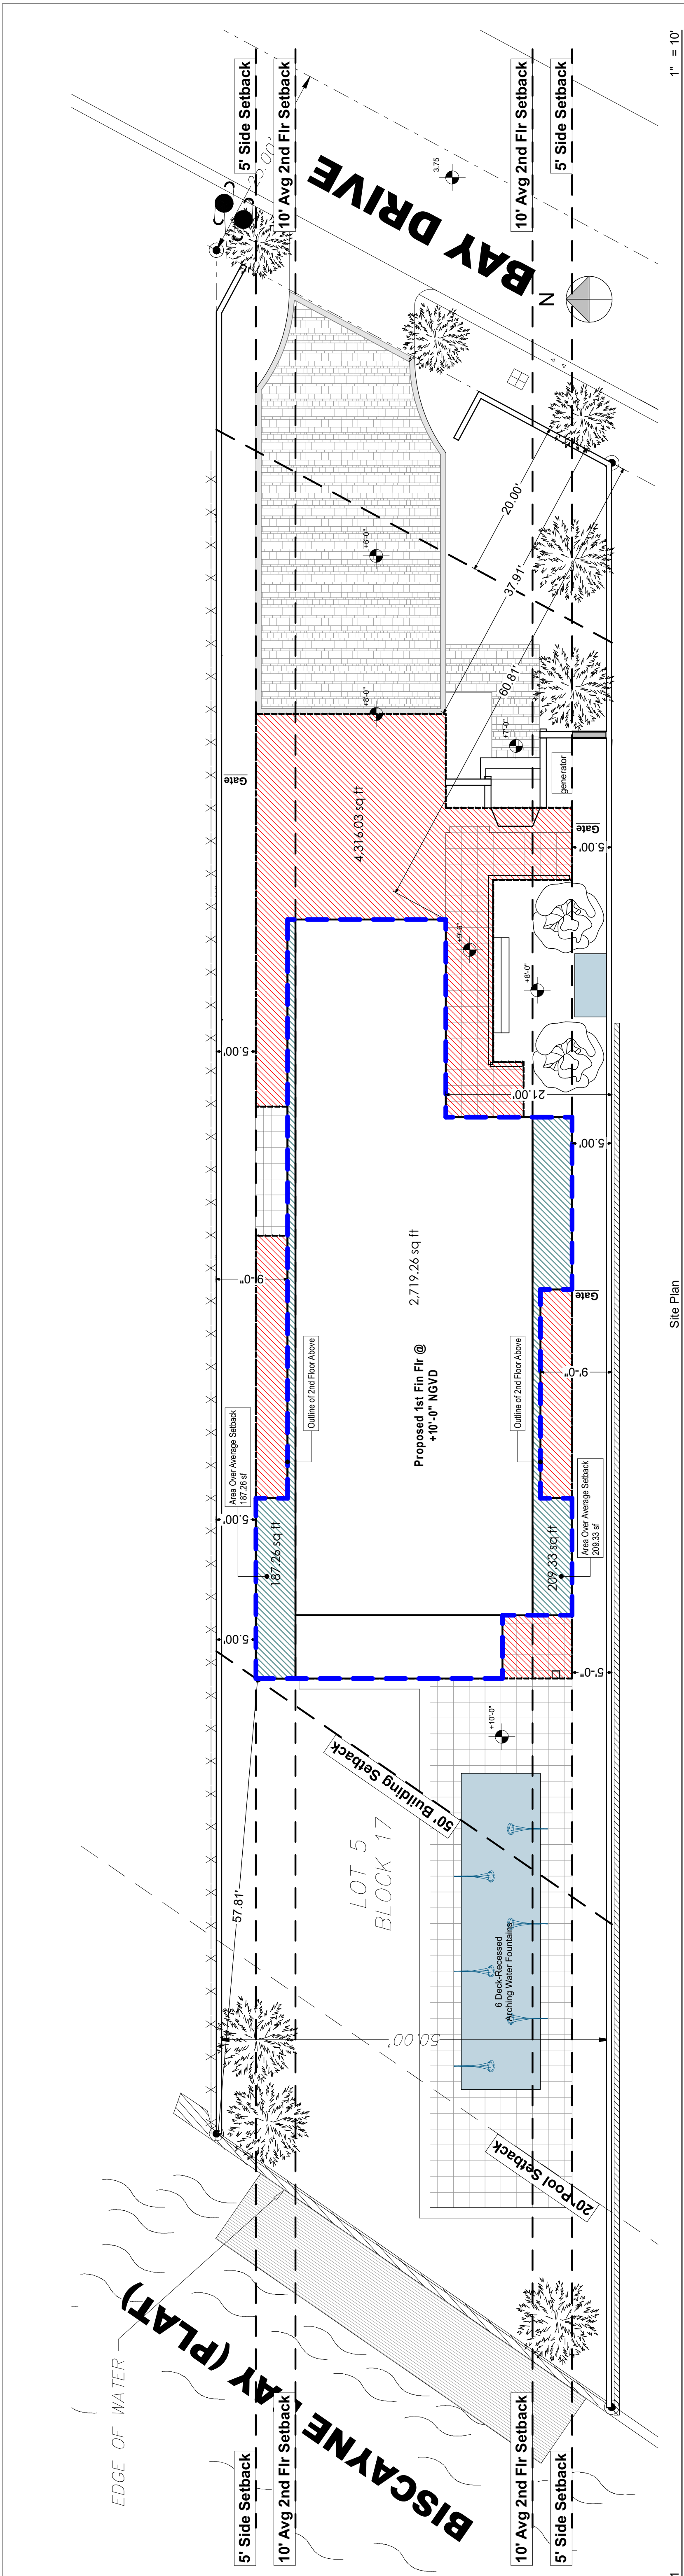 1" = 10'
5' Side Setback
10' Avg 2nd Flr Setback
10' Avg 2nd Flr Setback
5' Side Setback
BAY DRIVE
3.75
N
20.00'
37.91'
60.81'
+6'-0"
+8'-0"
+7'-0"
generator
Gate
Gate
5.00'
4,316.03 sq ft
+9'-6"
+8'-0"
5.00'
21.00'
5.00'
Gate
9'-0"
9'-0"
2,719.26 sq ft
Proposed 1st Fin Flr @
+10'-0" NGVD
Outline of 2nd Floor Above
Outline of 2nd Floor Above
Area Over Average Setback
187.26 sf
187.26 sq ft
Area Over Average Setback
209.33 sf
209.33 sq ft
5.00'
5.00'
5'-0"
+10'-0"
50' Building Setback
LOT 5
BLOCK 17
57.81'
6 Deck-Recessed
Arching Water Fountains
50.00'
20' Pool Setback
EDGE OF WATER
BISCAYNE BAY (PLAT)
5' Side Setback
10' Avg 2nd Flr Setback
10' Avg 2nd Flr Setback
5' Side Setback
Site Plan
1